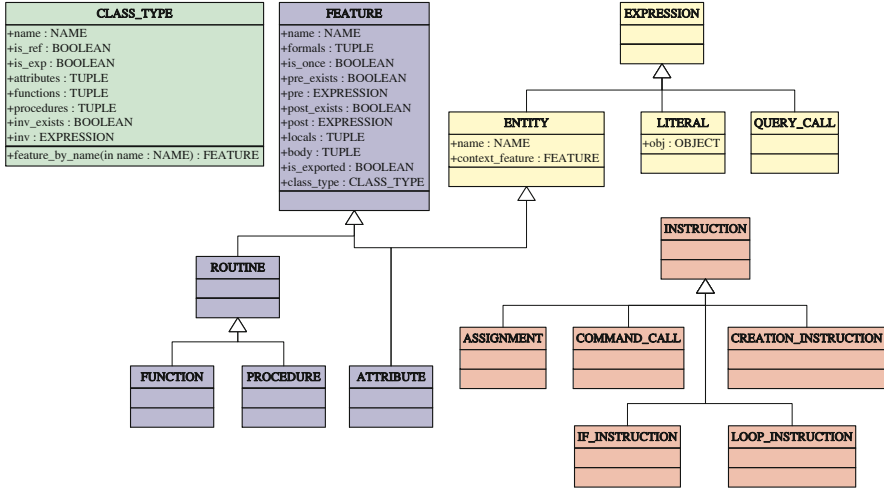 CLASS_TYPE
+name : NAME
+is_ref : BOOLEAN
+is_exp : BOOLEAN
+attributes : TUPLE
+functions : TUPLE
+procedures : TUPLE
+inv_exists : BOOLEAN
+inv : EXPRESSION
+feature_by_name(in name : NAME) : FEATURE
FEATURE
+name : NAME
+formals : TUPLE
+is_once : BOOLEAN
+pre_exists : BOOLEAN
+pre : EXPRESSION
+post_exists : BOOLEAN
+post : EXPRESSION
+locals : TUPLE
+body : TUPLE
+is_exported : BOOLEAN
+class_type : CLASS_TYPE
EXPRESSION
ENTITY
+name : NAME
+context_feature : FEATURE
LITERAL
+obj : OBJECT
QUERY_CALL
ROUTINE
FUNCTION
PROCEDURE
ATTRIBUTE
INSTRUCTION
ASSIGNMENT
COMMAND_CALL
CREATION_INSTRUCTION
IF_INSTRUCTION
LOOP_INSTRUCTION